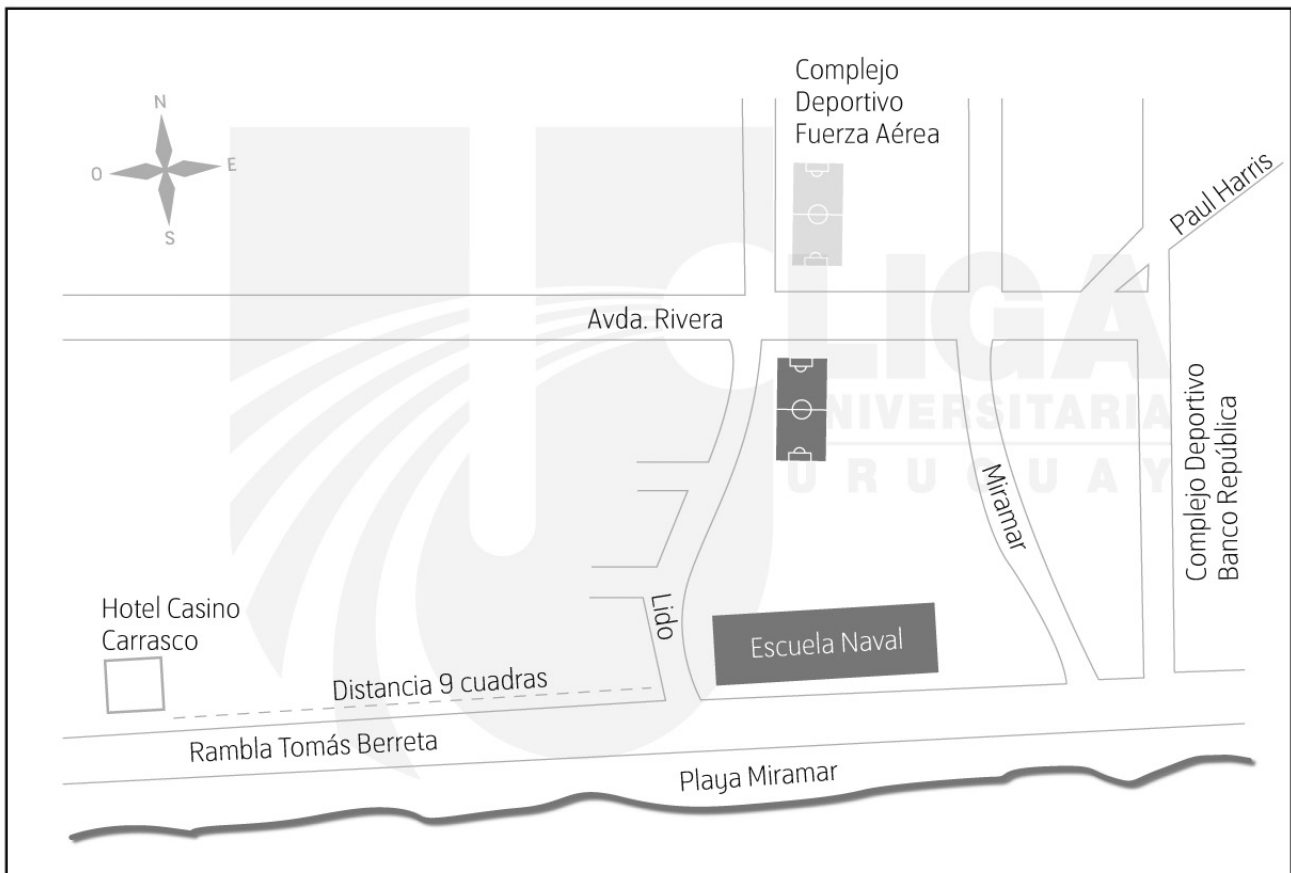 Complejo
Deportivo
Fuerza Aérea
N
O
E
S
Paul Harris
LIGA
UNIVERSITARIA
URUGUAY
Avda. Rivera
Miramar
Complejo Deportivo
Banco República
Lido
Escuela Naval
Hotel Casino
Carrasco
Distancia 9 cuadras
Rambla Tomás Berreta
Playa Miramar